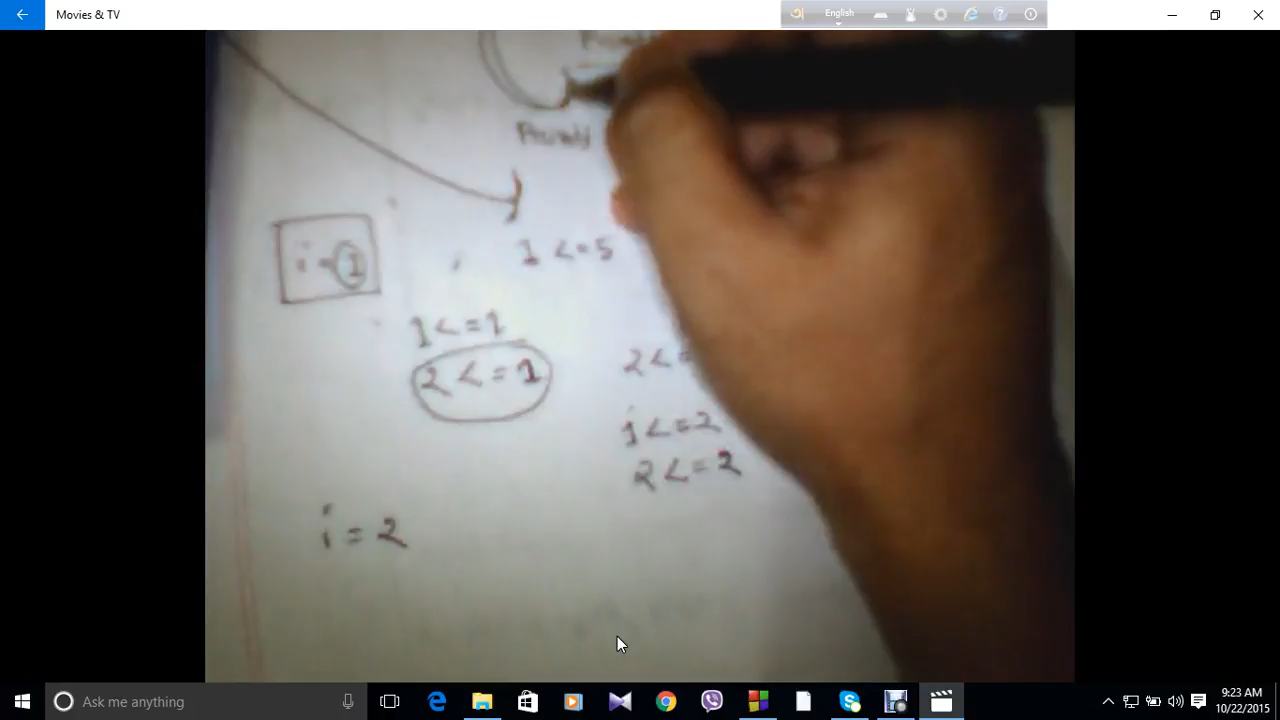 Movies & TV
অ English
1 <= 5
i = 1
1 <= 1
2 <= 1
2 <=
1 <= 2
2 <= 2
i = 2
Ask me anything
9:23 AM
10/22/2015